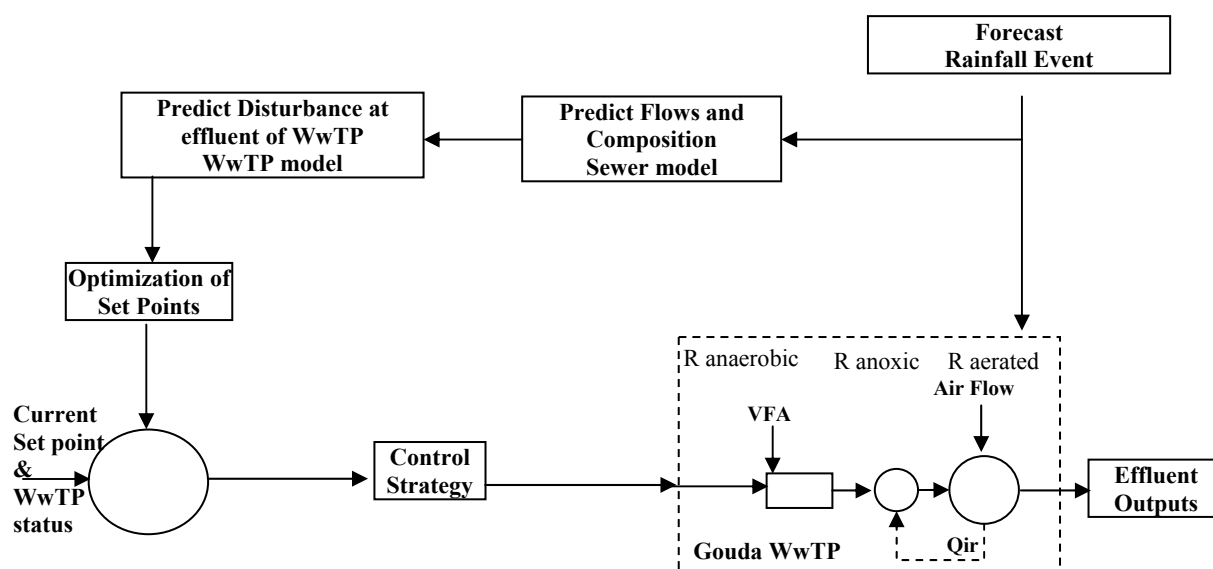 Forecast
Rainfall Event
Predict Disturbance at
effluent of WwTP
WwTP model
Predict Flows and
Composition
Sewer model
Optimization of
Set Points
R anaerobic
R anoxic
R aerated
Air Flow
VFA
Current
Set point
&
WwTP
status
Control
Strategy
Effluent
Outputs
Gouda WwTP
Qir